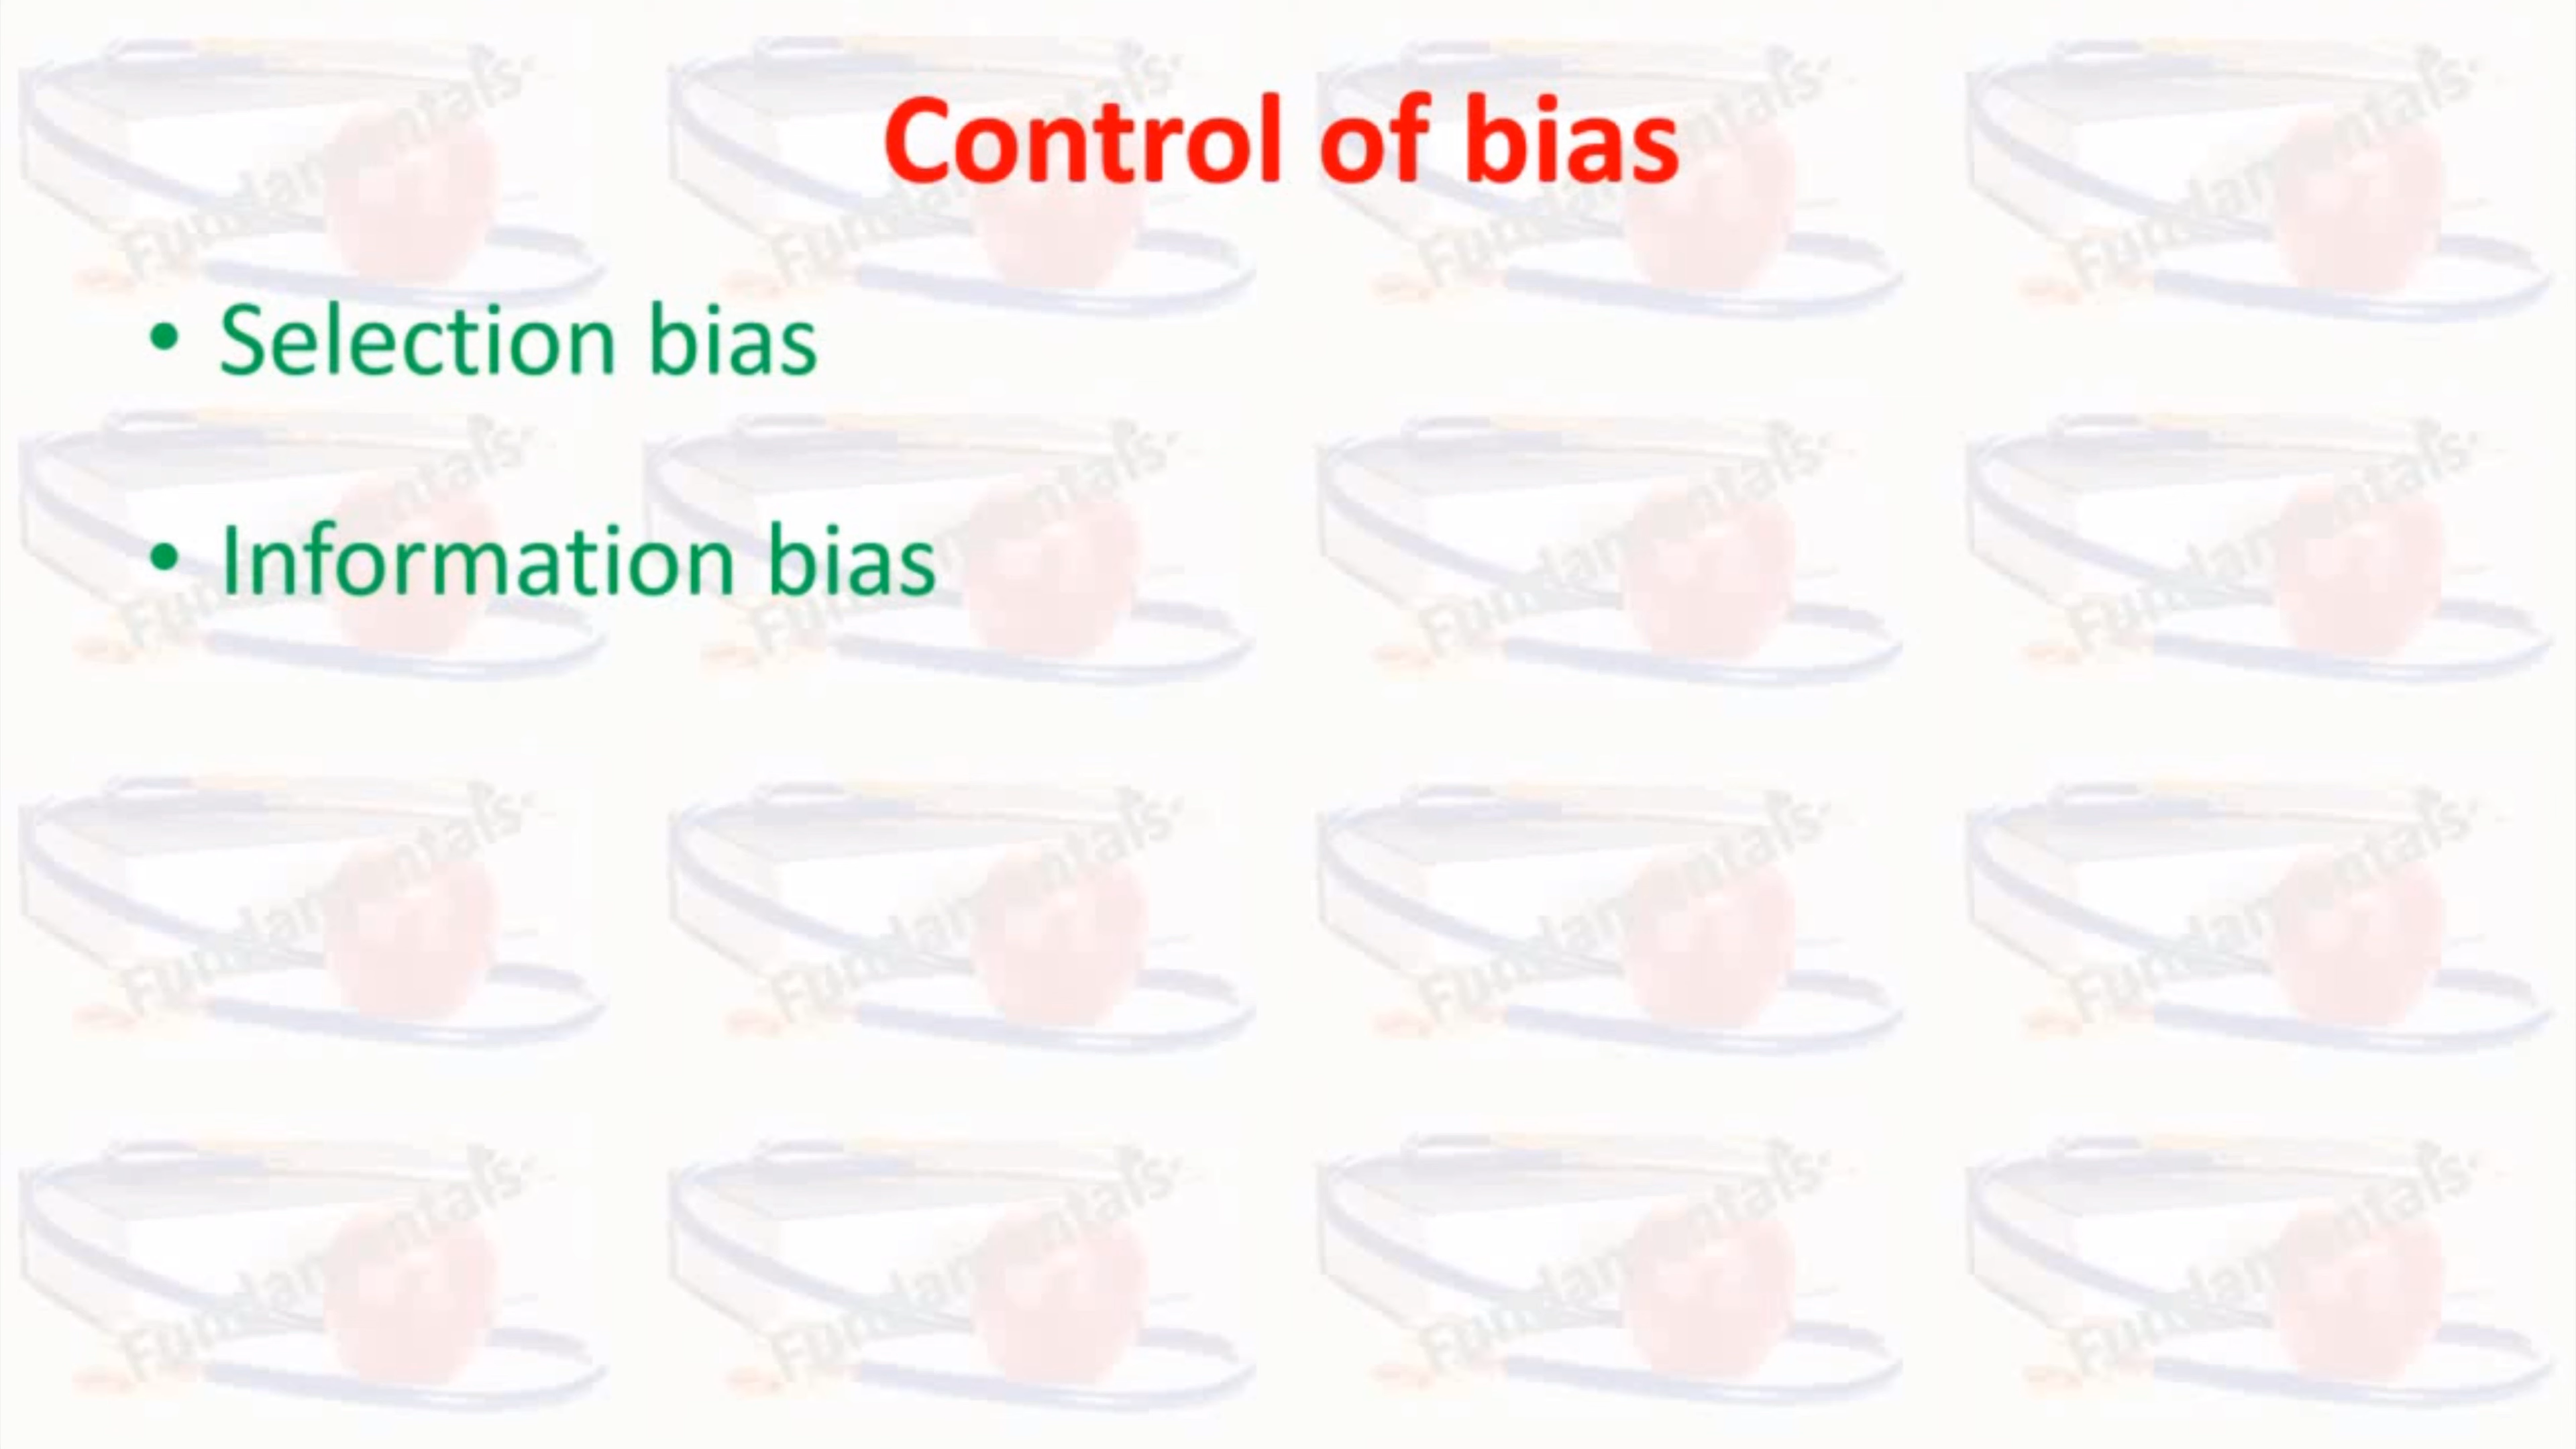 Control of bias
• Selection bias
• Information bias